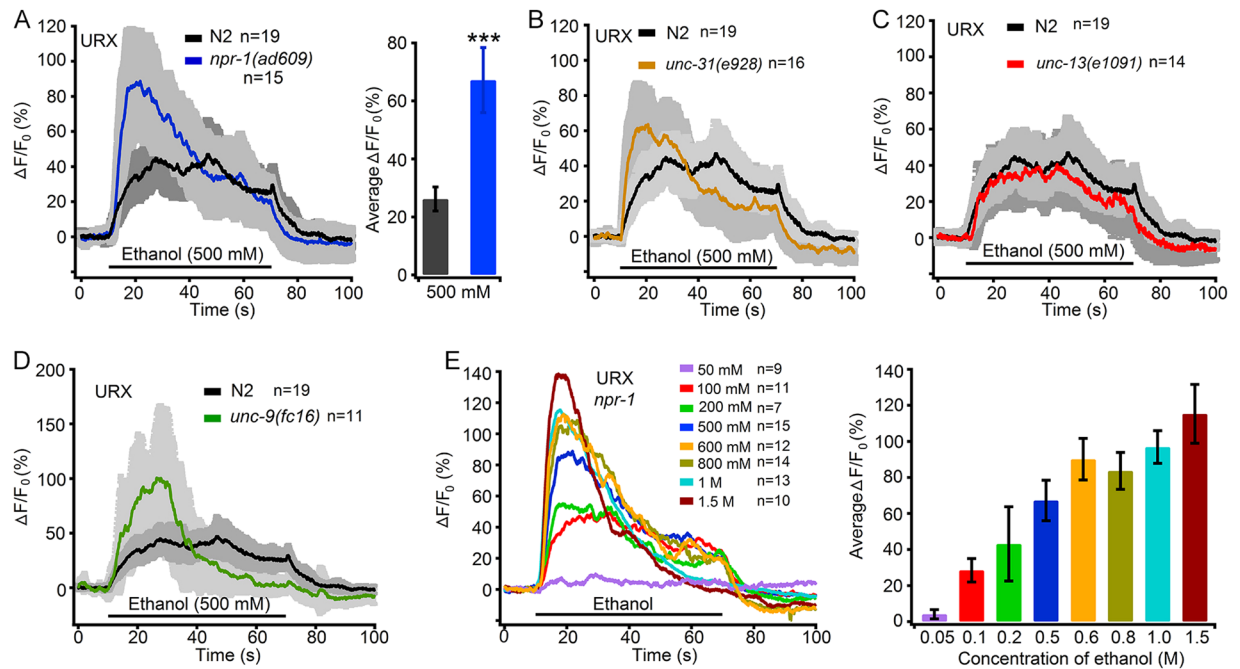 A
URX
N2 n=19
npr-1(ad609)
n=15
ΔF/F0 (%)
120
100
80
60
40
20
0
Ethanol (500 mM)
0 20 40 60 80 100
Time (s)
Average ΔF/F0 (%)
80
60
40
20
0
***
500 mM
B
URX
N2 n=19
unc-31(e928) n=16
ΔF/F0 (%)
120
100
80
60
40
20
0
Ethanol (500 mM)
0 20 40 60 80 100
Time (s)
C
URX
N2 n=19
unc-13(e1091) n=14
ΔF/F0 (%)
120
100
80
60
40
20
0
Ethanol (500 mM)
0 20 40 60 80 100
Time (s)
D
URX
N2 n=19
unc-9(fc16) n=11
ΔF/F0 (%)
200
150
100
50
0
Ethanol (500 mM)
0 20 40 60 80 100
Time (s)
E
URX
npr-1
50 mM n=9
100 mM n=11
200 mM n=7
500 mM n=15
600 mM n=12
800 mM n=14
1 M n=13
1.5 M n=10
ΔF/F0 (%)
140
120
100
80
60
40
20
0
Ethanol
0 20 40 60 80 100
Time (s)
Average ΔF/F0 (%)
140
120
100
80
60
40
20
0
0.05 0.1 0.2 0.5 0.6 0.8 1.0 1.5
Concentration of ethanol (M)